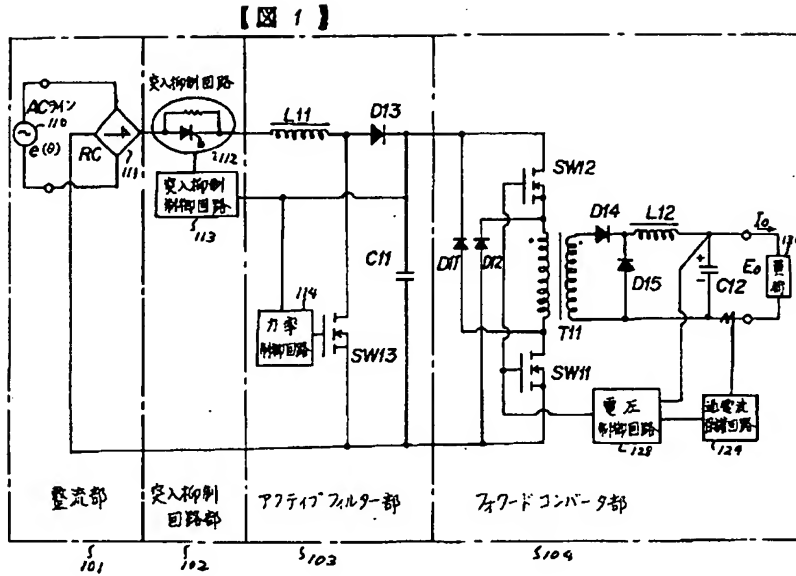 【図 1】
突入抑制回路
ACライン
110
e(θ)
RC
111
112
突入抑制
制御回路
113
L11
D13
C11
114
力率
制御回路
SW13
D11
D12
SW12
T11
SW11
D14
L12
D15
C12
Io
Eo
負荷
電圧
制御回路
128
過電流
保護回路
129
整流部
突入抑制
回路部
アクティブフィルター部
フォワードコンバータ部
101
102
103
104